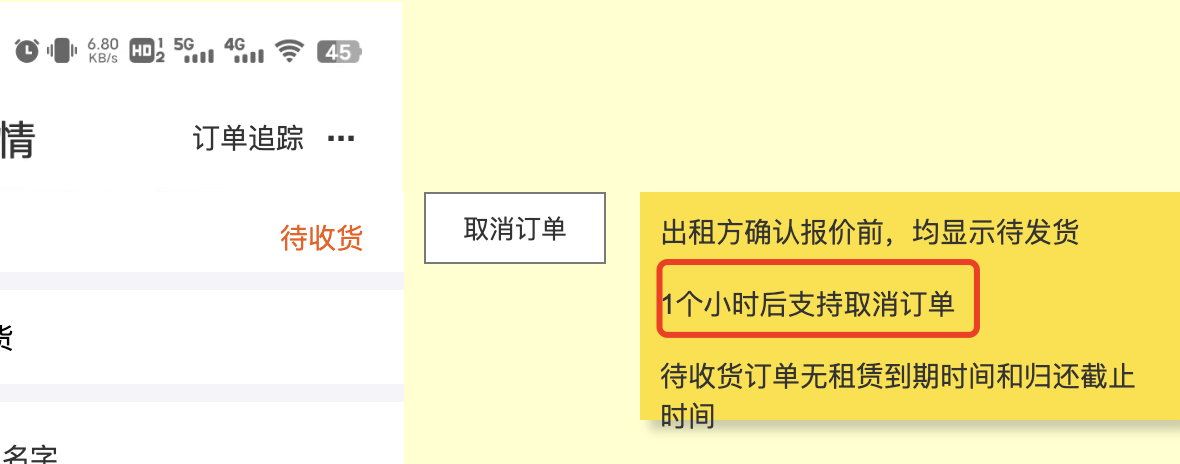 6.80
KB/s
HD
1
2
5G
4G
45
情
订单追踪
···
待收货
取消订单
出租方确认报价前，均显示待发货
1个小时后支持取消订单
待收货订单无租赁到期时间和归还截止
时间
货
名字